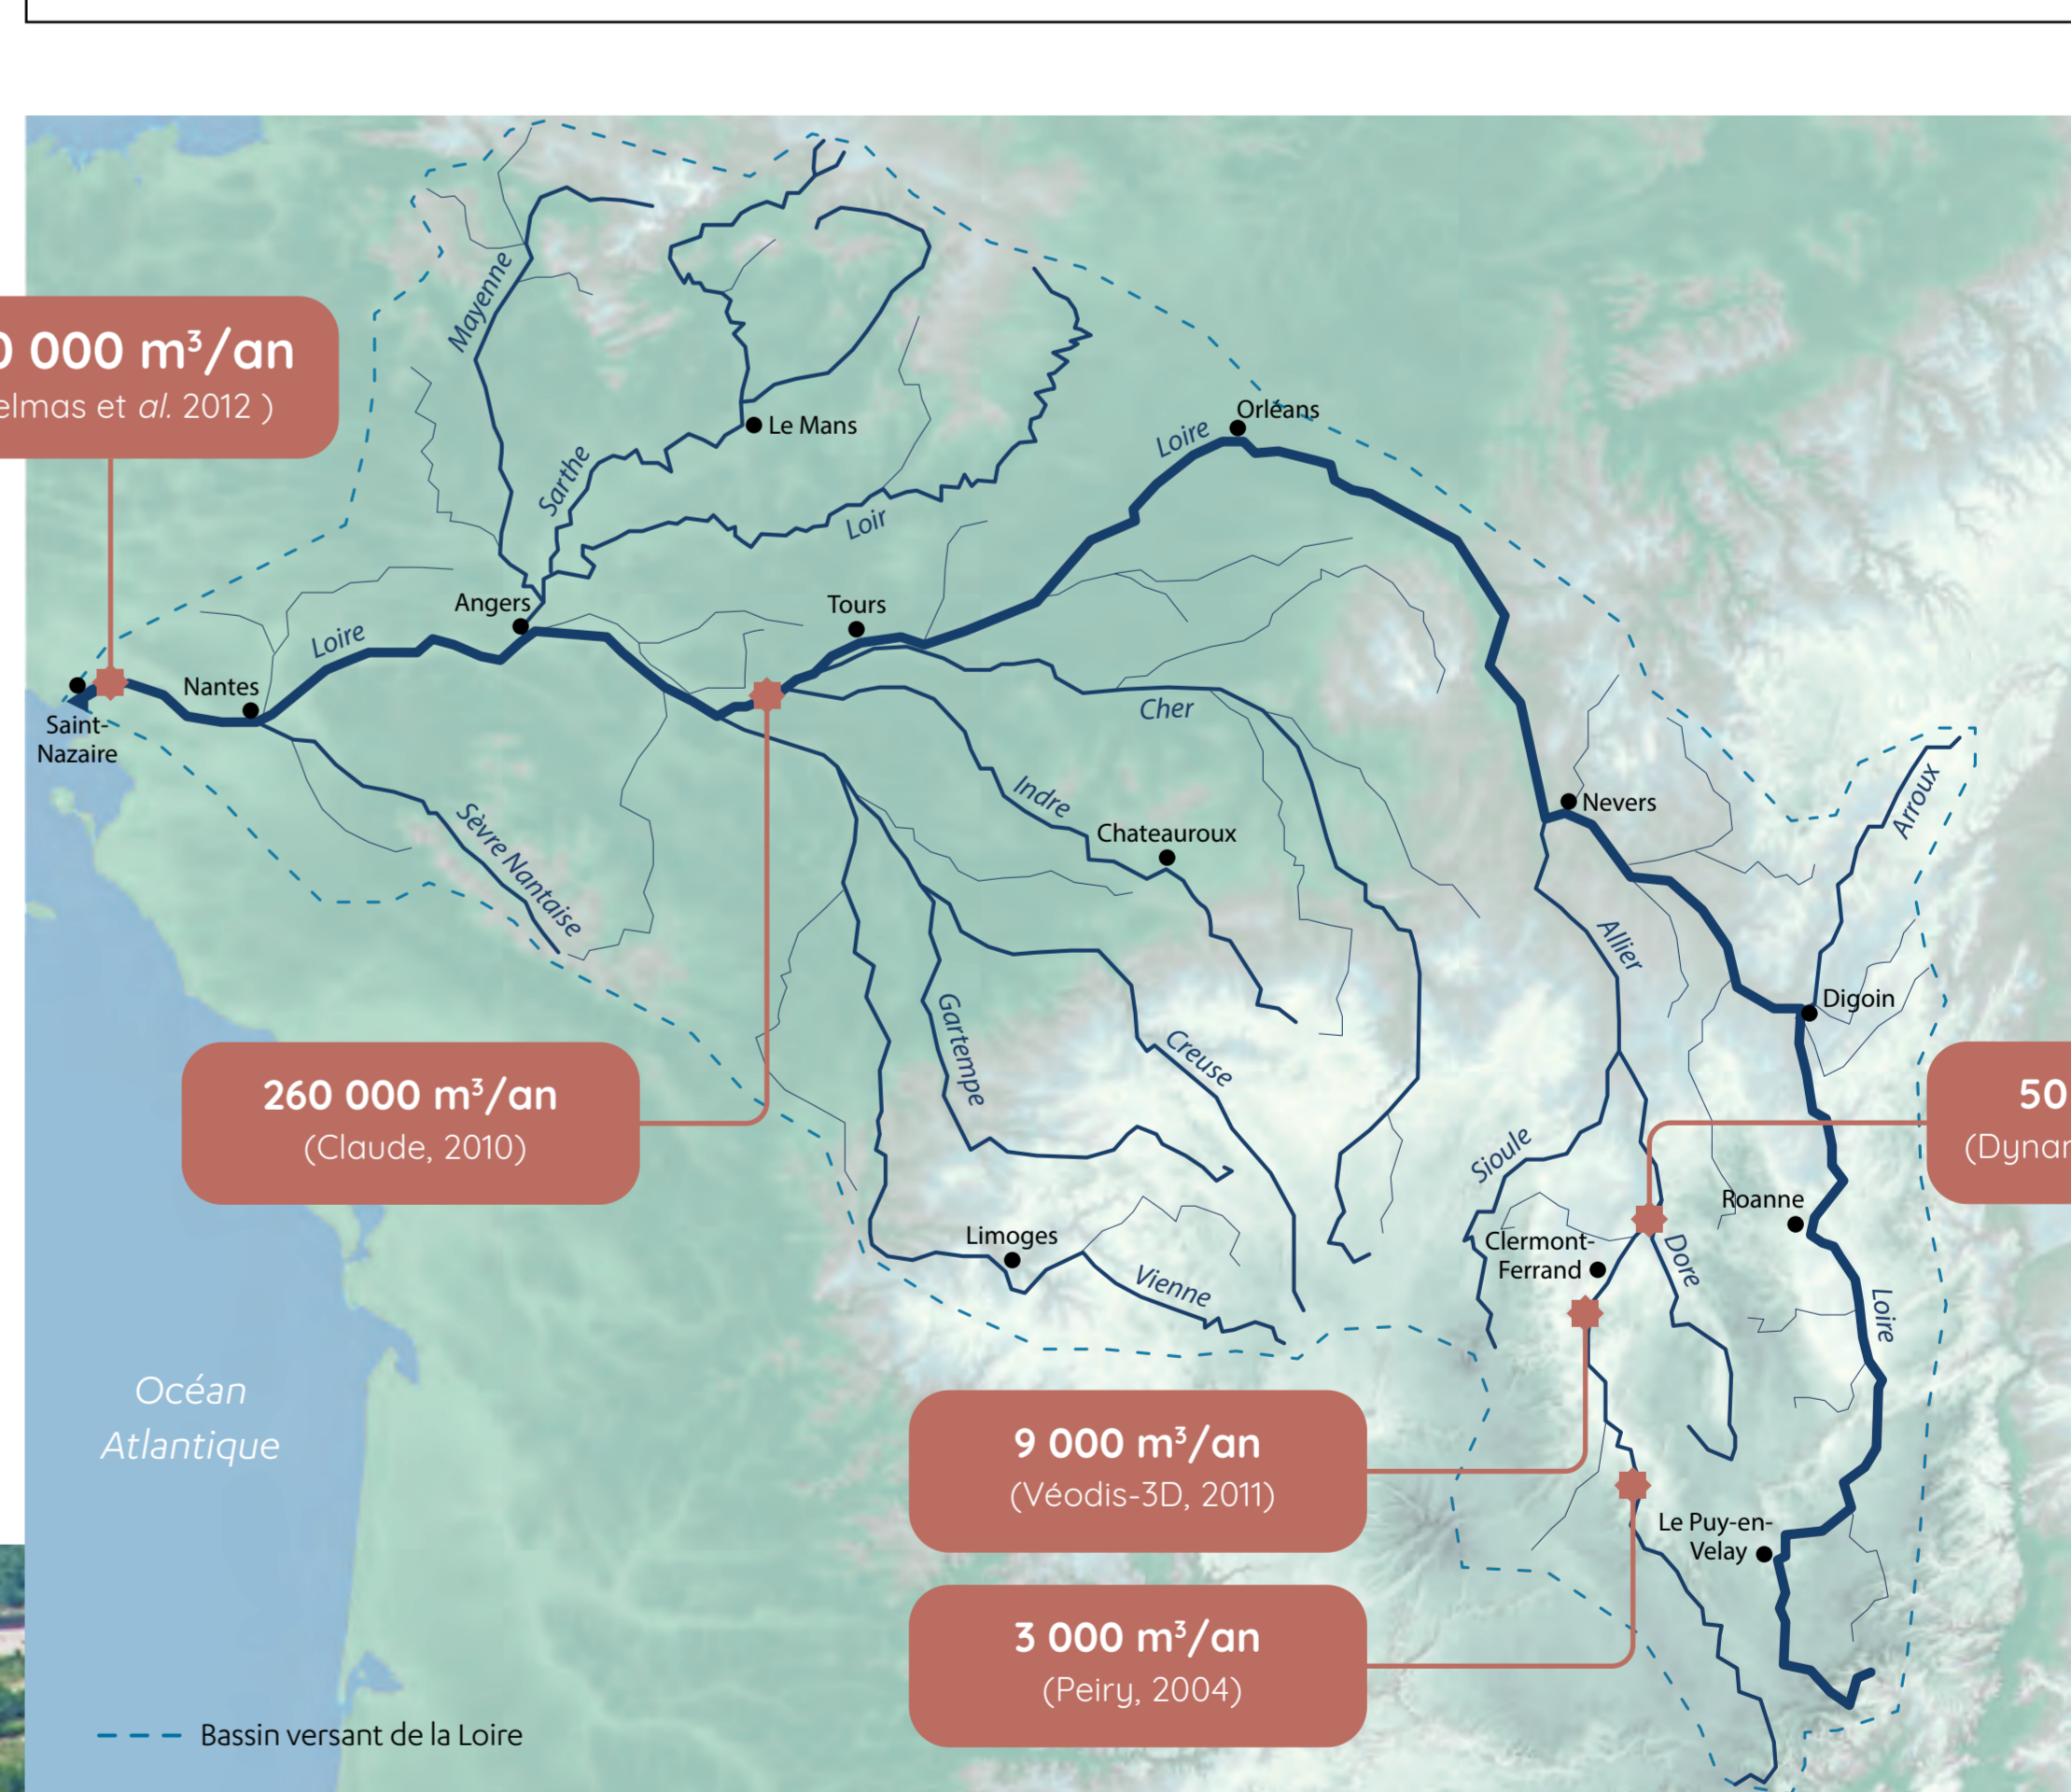 Mayenne
0 000 m³/an
et al. 2012 )
Le Mans
Orléans
Loire
Sarthe
Loir
Angers
Tours
Loire
Nantes
Saint-
Nazaire
Cher
Indre
Sèvre Nantaise
Chateauroux
Nevers
Arroux
Allier
Digoin
Gartempe
Creuse
260 000 m³/an
(Claude, 2010)
50
Sioule
Roanne
Limoges
Clermont-
Ferrand
Dore
Vienne
Loire
Océan
Atlantique
9 000 m³/an
(Véodis-3D, 2011)
Le Puy-en-
Velay
3 000 m³/an
(Peiry, 2004)
Bassin versant de la Loire